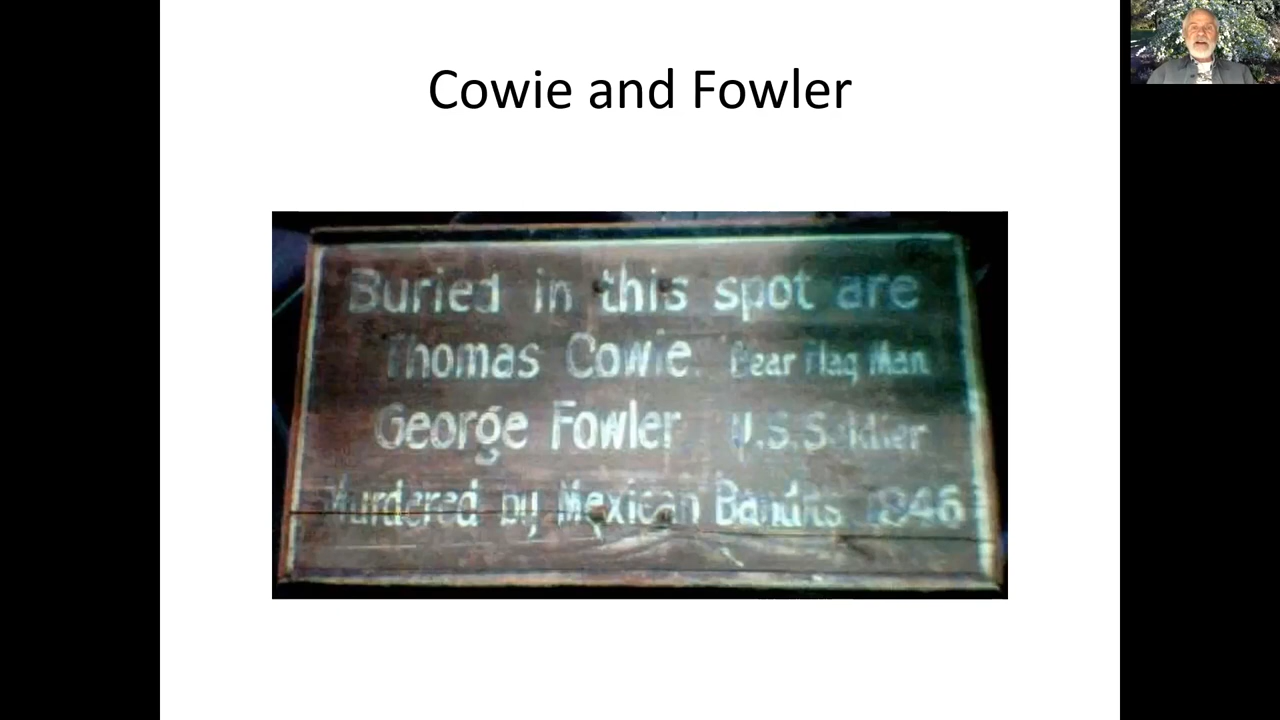 Cowie and Fowler
Buried in this spot are
Thomas Cowie Bear Flag Man
George Fowler U.S. Soldier
Murdered by Mexican Bandits 1846